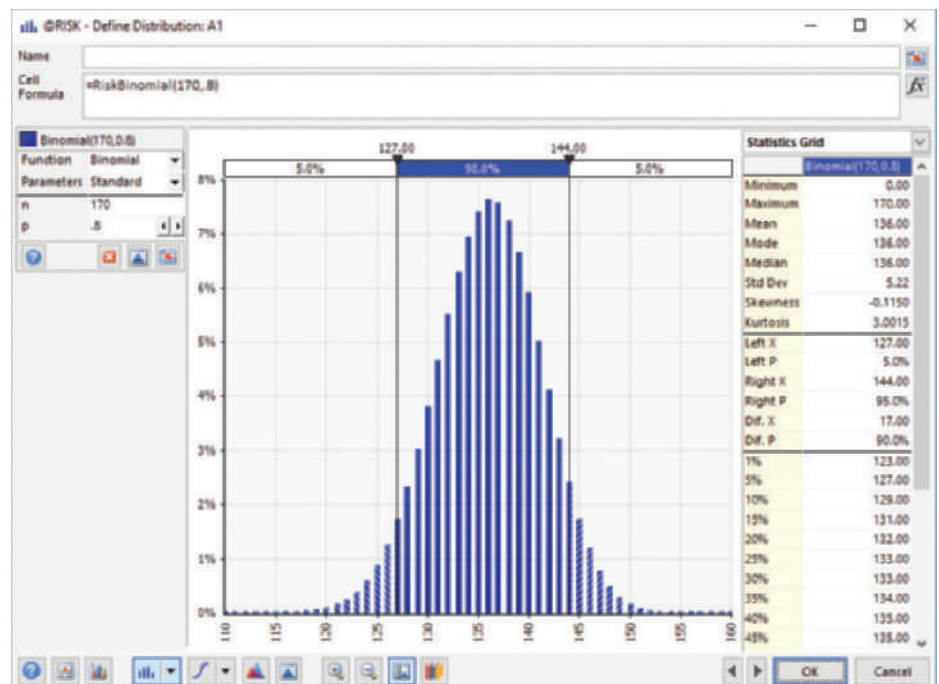 @RISK - Define Distribution: A1
Name
Cell Formula
=RiskBinomial(170,.8)
Binomial(170,0.8)
Function Binomial
Parameters Standard
n 170
p .8
127.00 144.00
5.0% 90.0% 5.0%
8%
7%
6%
5%
4%
3%
2%
1%
0%
110 115 120 125 130 135 140 145 150 155 160
Statistics Grid
Binomial(170,0.8)
Minimum 0.00
Maximum 170.00
Mean 136.00
Mode 136.00
Median 136.00
Std Dev 5.22
Skewness -0.1150
Kurtosis 3.0015
Left X 127.00
Left P 5.0%
Right X 144.00
Right P 95.0%
Dif. X 17.00
Dif. P 90.0%
1% 123.00
5% 127.00
10% 129.00
15% 131.00
20% 132.00
25% 133.00
30% 133.00
35% 134.00
40% 135.00
45% 135.00
OK Cancel